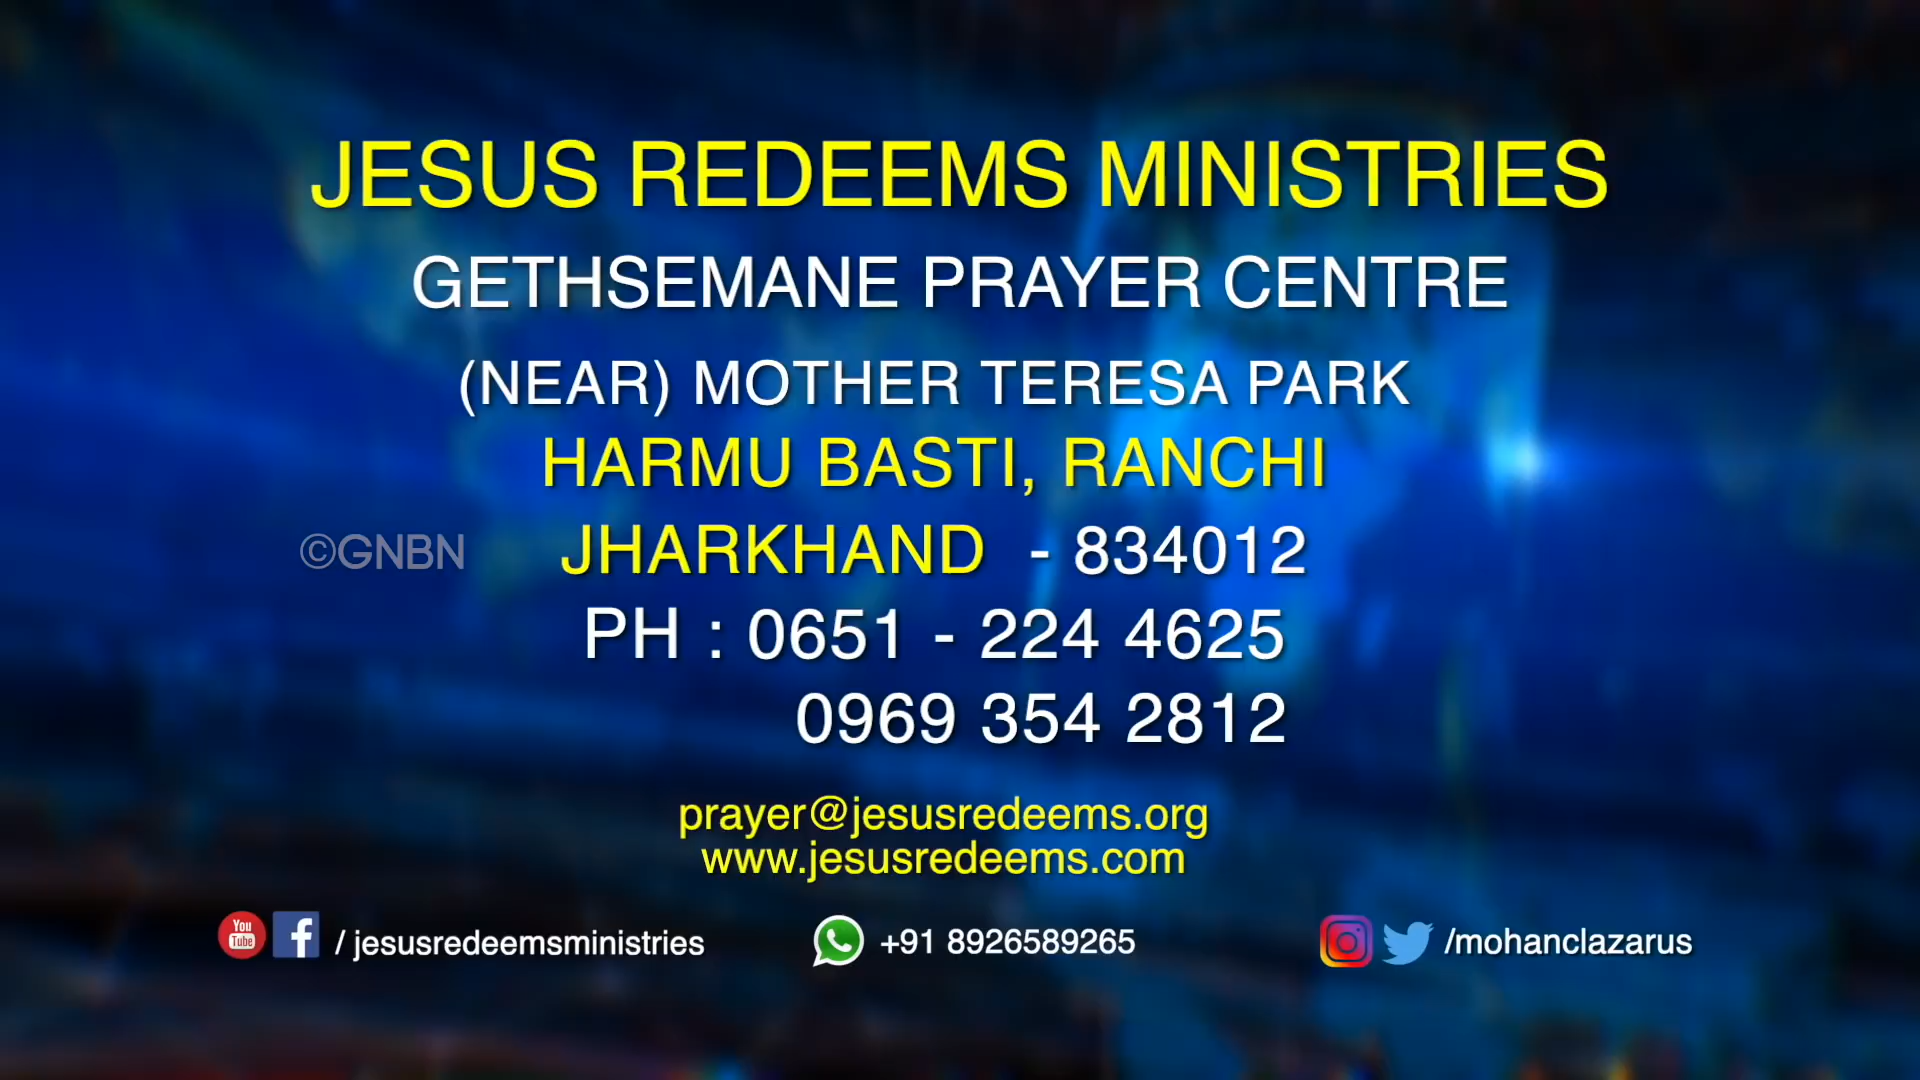 JESUS REDEEMS MINISTRIES
GETHSEMANE PRAYER CENTRE
(NEAR) MOTHER TERESA PARK
HARMU BASTI, RANCHI
©GNBN
JHARKHAND - 834012
PH : 0651 - 224 4625
0969 354 2812
prayer@jesusredeems.org
www.jesusredeems.com
You Tube f / jesusredeemsministries
+91 8926589265
/mohanclazarus